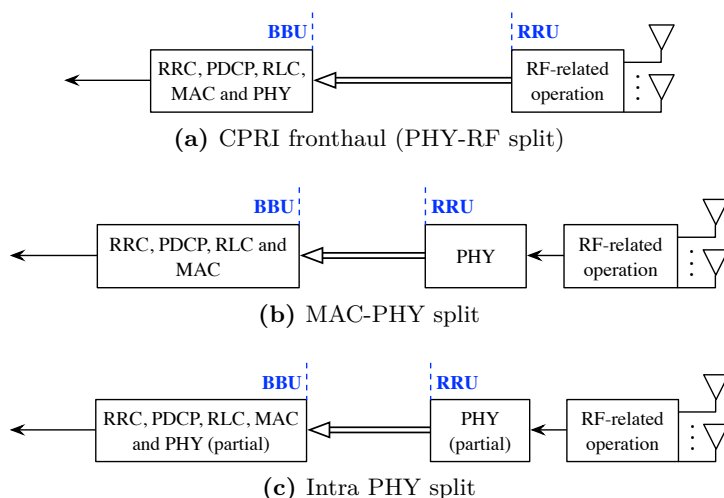 BBU RRU
RRC, PDCP, RLC, RF-related
MAC and PHY operation
(a) CPRI fronthaul (PHY-RF split)
BBU RRU
RRC, PDCP, RLC and PHY RF-related
MAC operation
(b) MAC-PHY split
BBU RRU
RRC, PDCP, RLC, MAC PHY RF-related
and PHY (partial) (partial) operation
(c) Intra PHY split